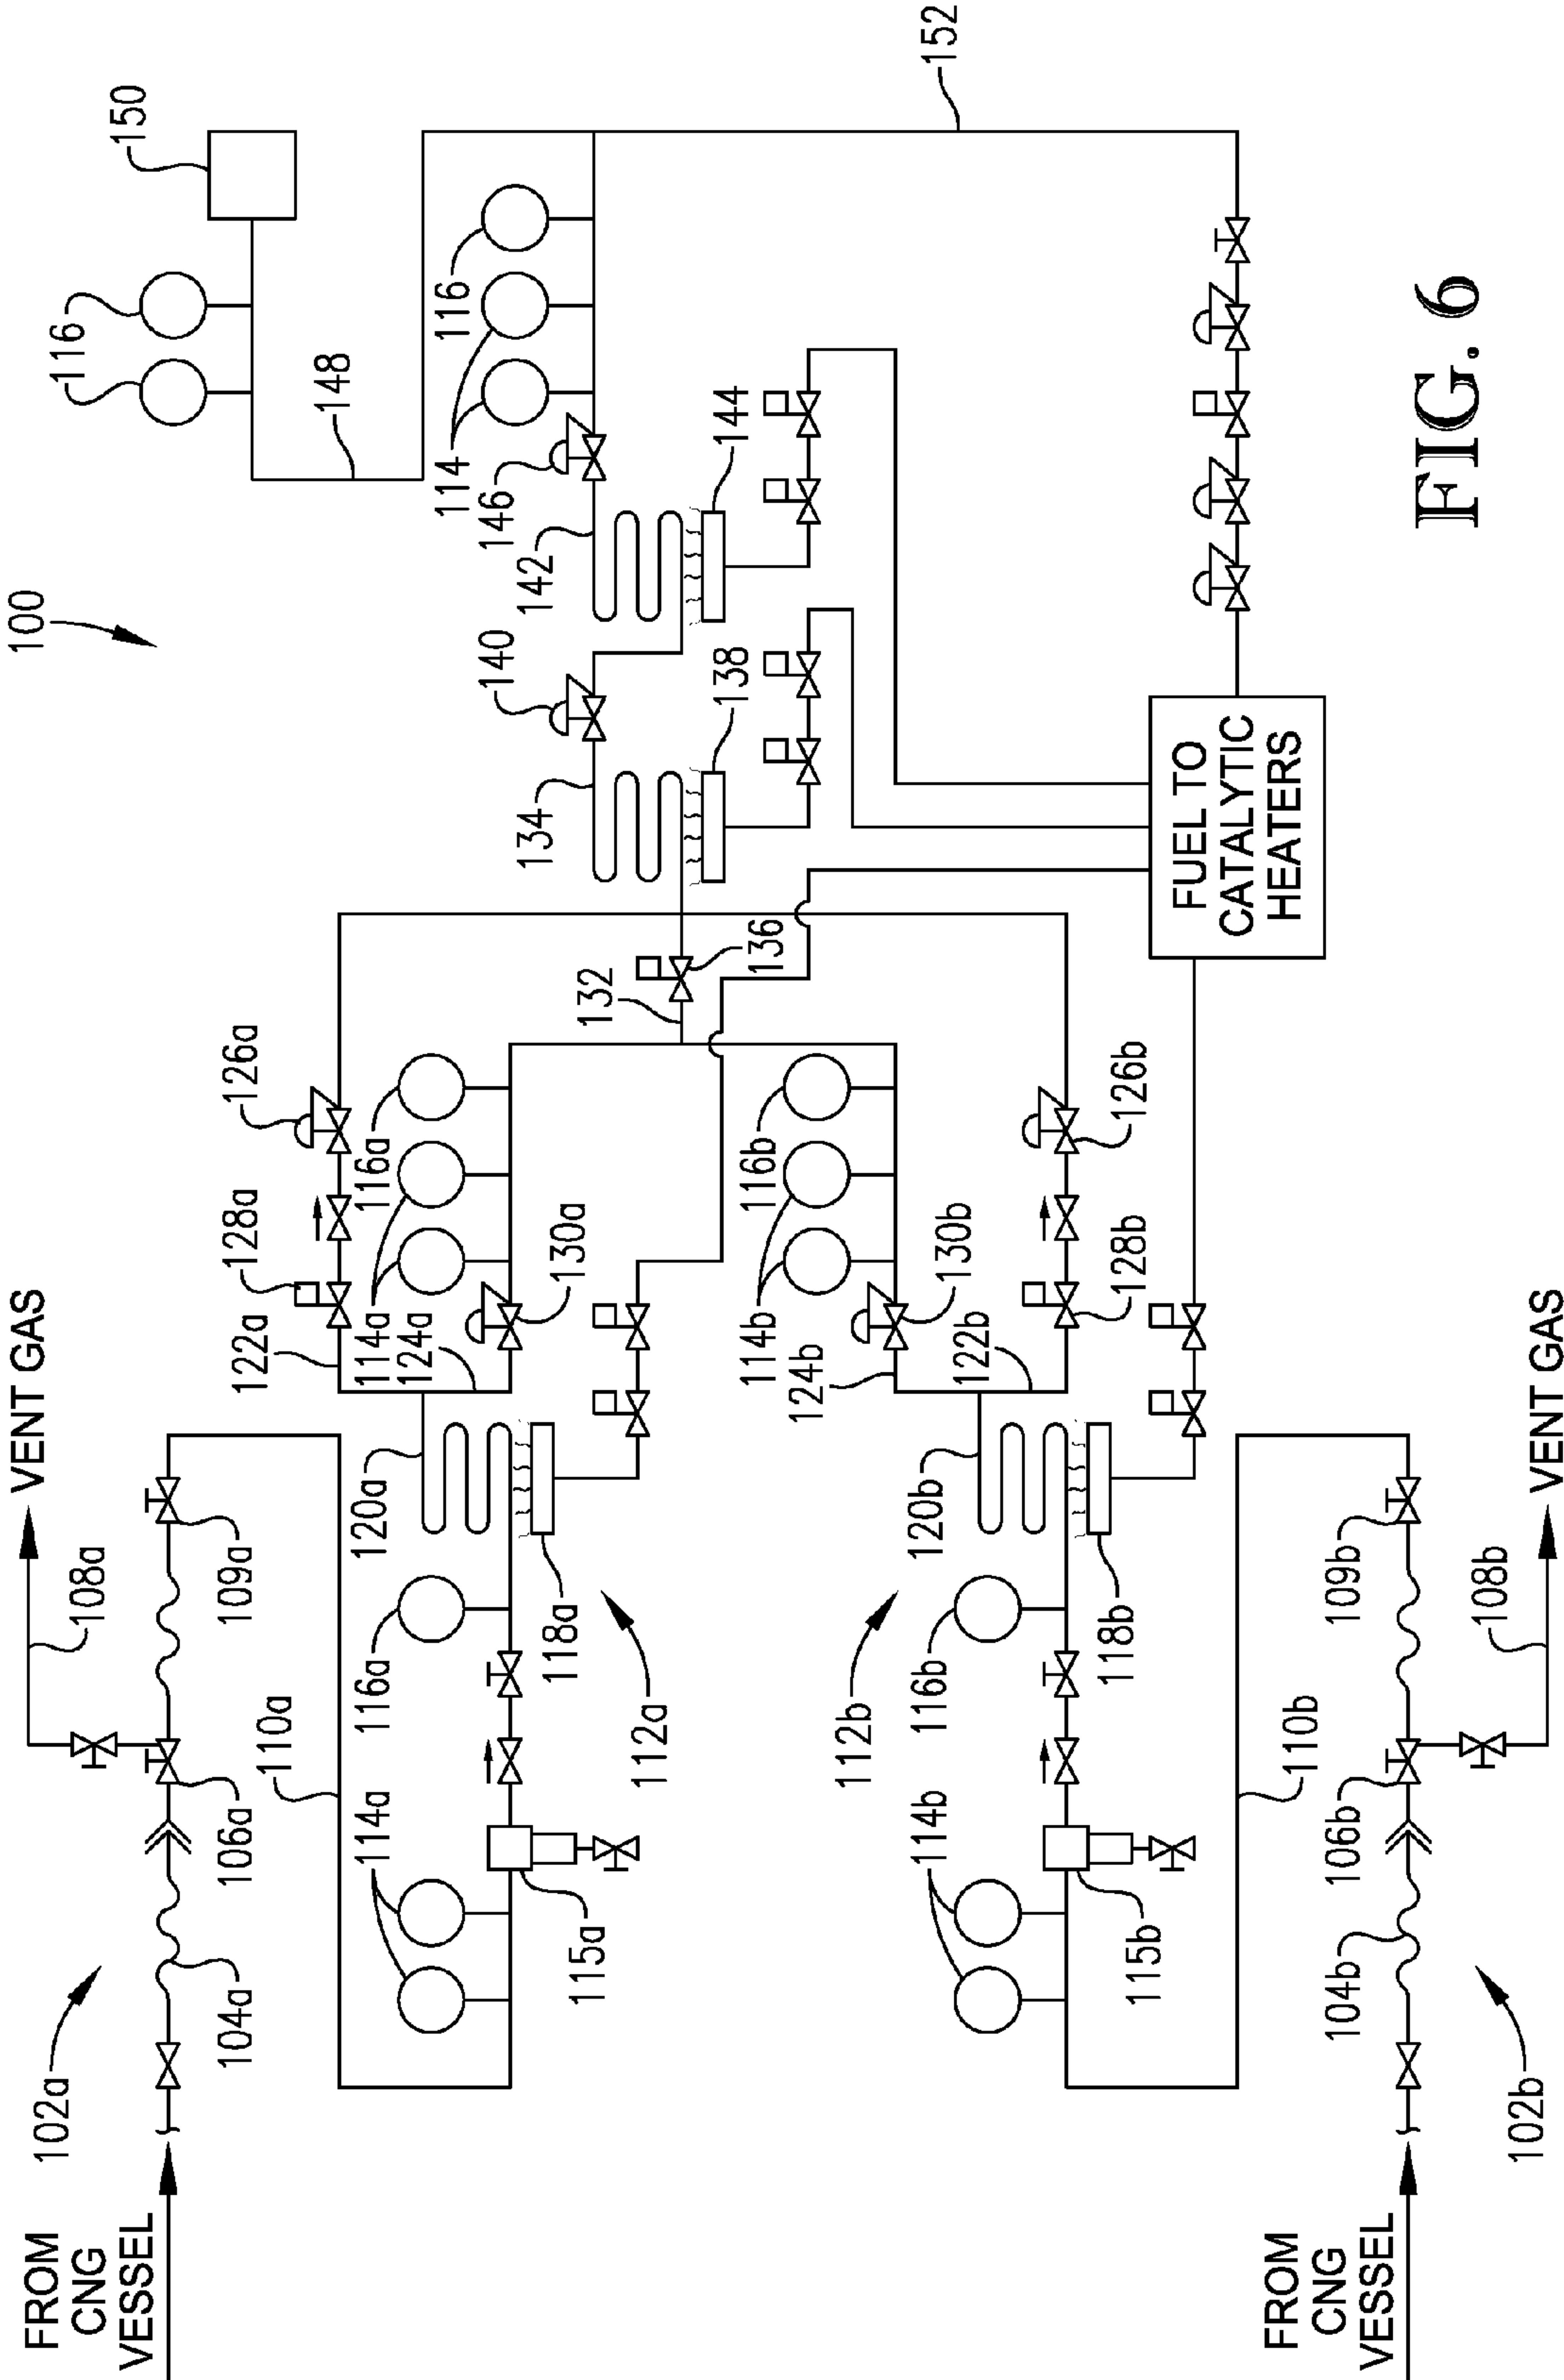 100
FROM
CNG
VESSEL
102a
104a
106a
108a
VENT GAS
109a
110a
112a
114a
115a
116a
118a
120a
122a
124a
128a
126a
114a
116a
130a
132
136
134
138
140
142
144
146
114
116
148
116
150
152
FROM
CNG
VESSEL
102b
104b
106b
108b
VENT GAS
109b
110b
112b
114b
115b
116b
118b
120b
122b
124b
128b
126b
114b
116b
130b
FUEL TO
CATALYTIC
HEATERS
FIG. 6